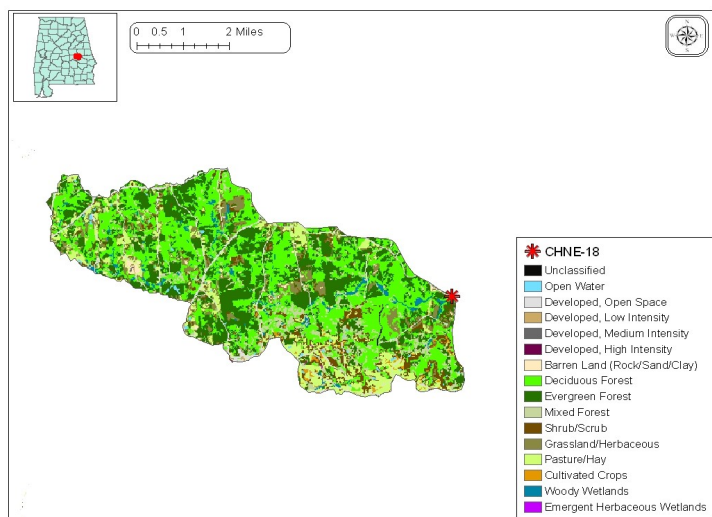 0 0.5 1 2 Miles
N
W
E
S
CHNE-18
Unclassified
Open Water
Developed, Open Space
Developed, Low Intensity
Developed, Medium Intensity
Developed, High Intensity
Barren Land (Rock/Sand/Clay)
Deciduous Forest
Evergreen Forest
Mixed Forest
Shrub/Scrub
Grassland/Herbaceous
Pasture/Hay
Cultivated Crops
Woody Wetlands
Emergent Herbaceous Wetlands